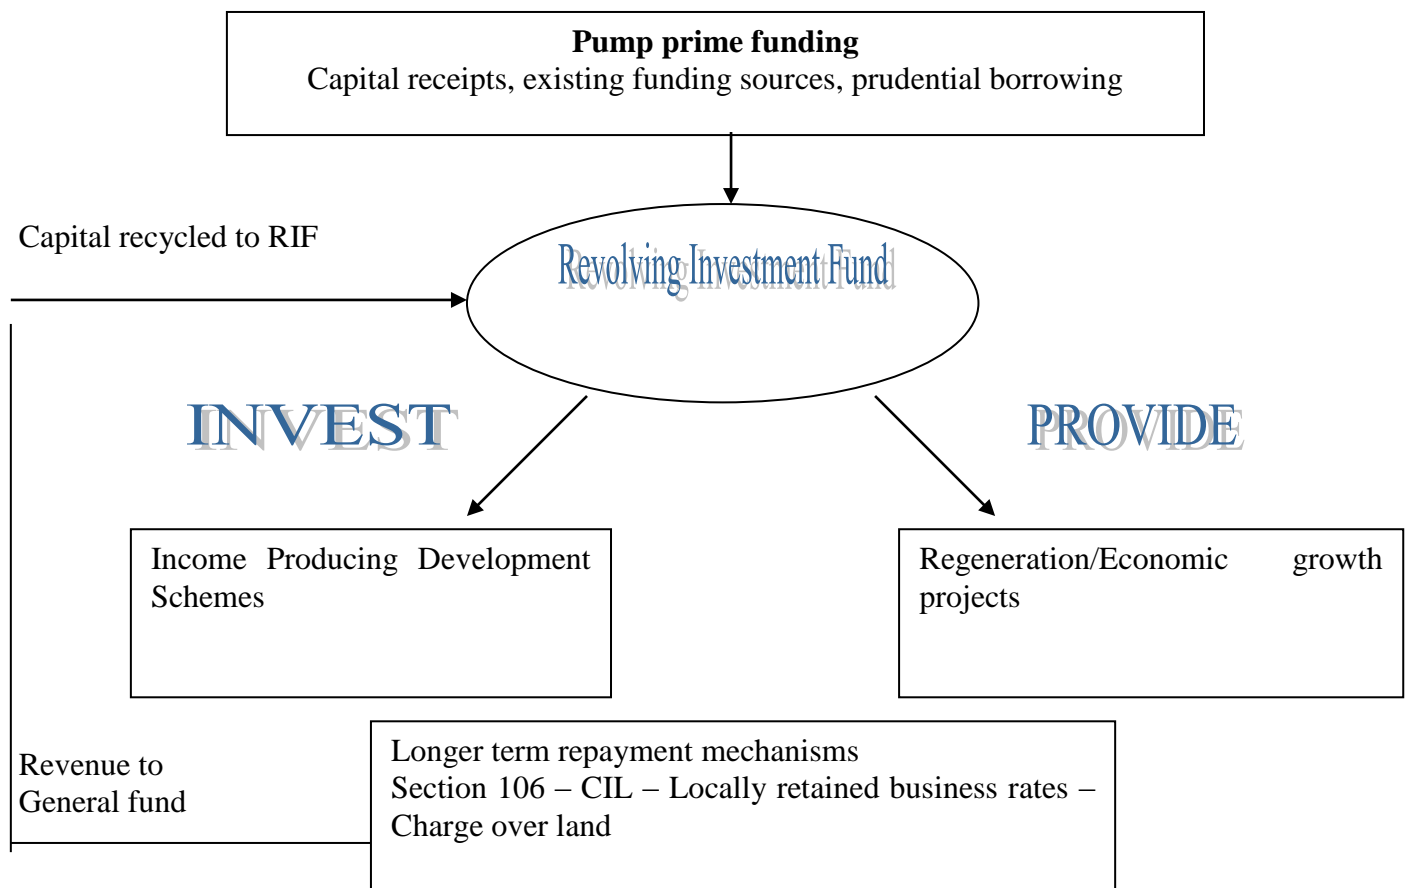 Pump prime funding
Capital receipts, existing funding sources, prudential borrowing
Capital recycled to RIF
Revolving Investment Fund
INVEST
PROVIDE
Income Producing Development
Schemes
Regeneration/Economic growth
projects
Revenue to
General fund
Longer term repayment mechanisms
Section 106 – CIL – Locally retained business rates –
Charge over land